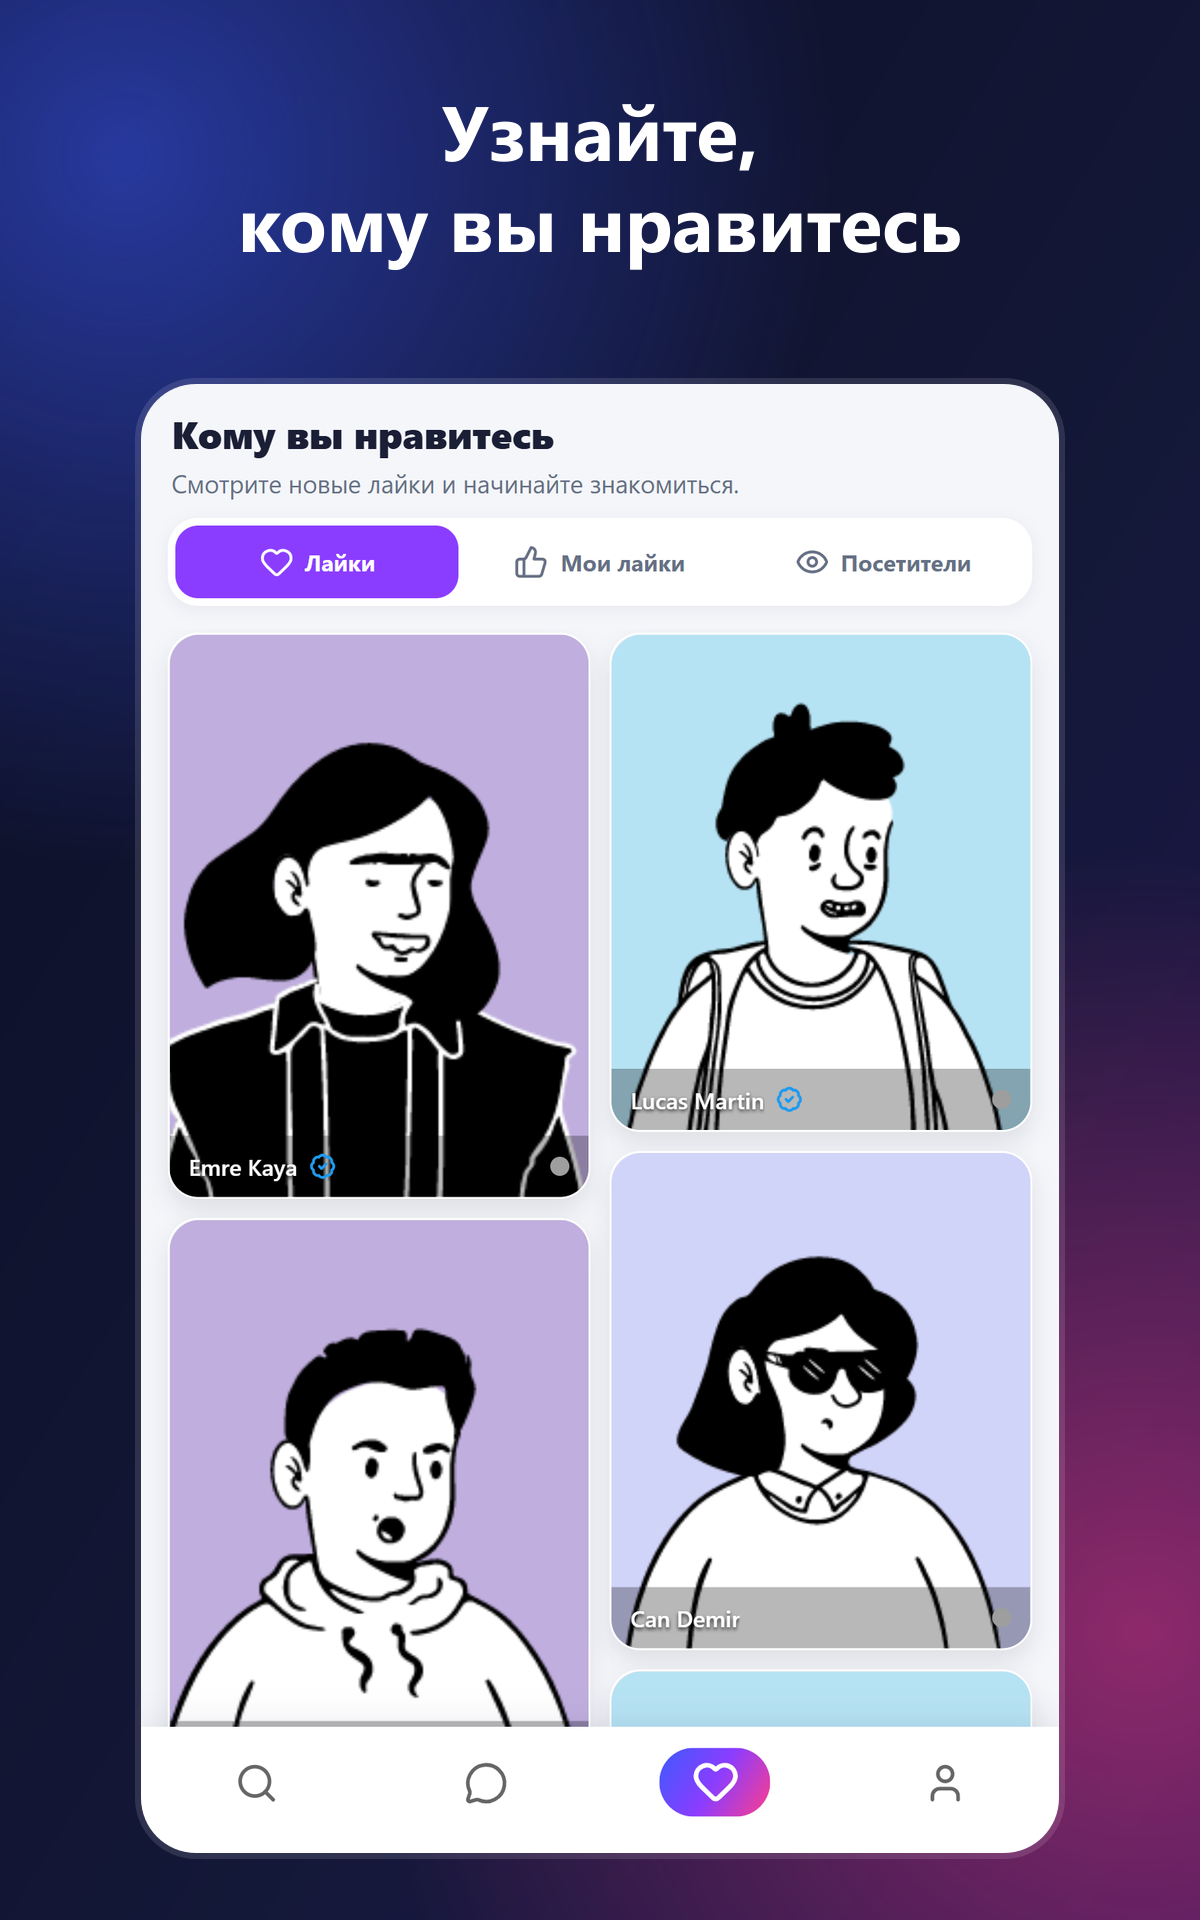 Узнайте,
кому вы нравитесь
Кому вы нравитесь
Смотрите новые лайки и начинайте знакомиться.
Лайки
Мои лайки
Посетители
Emre Kaya
Lucas Martin
Can Demir